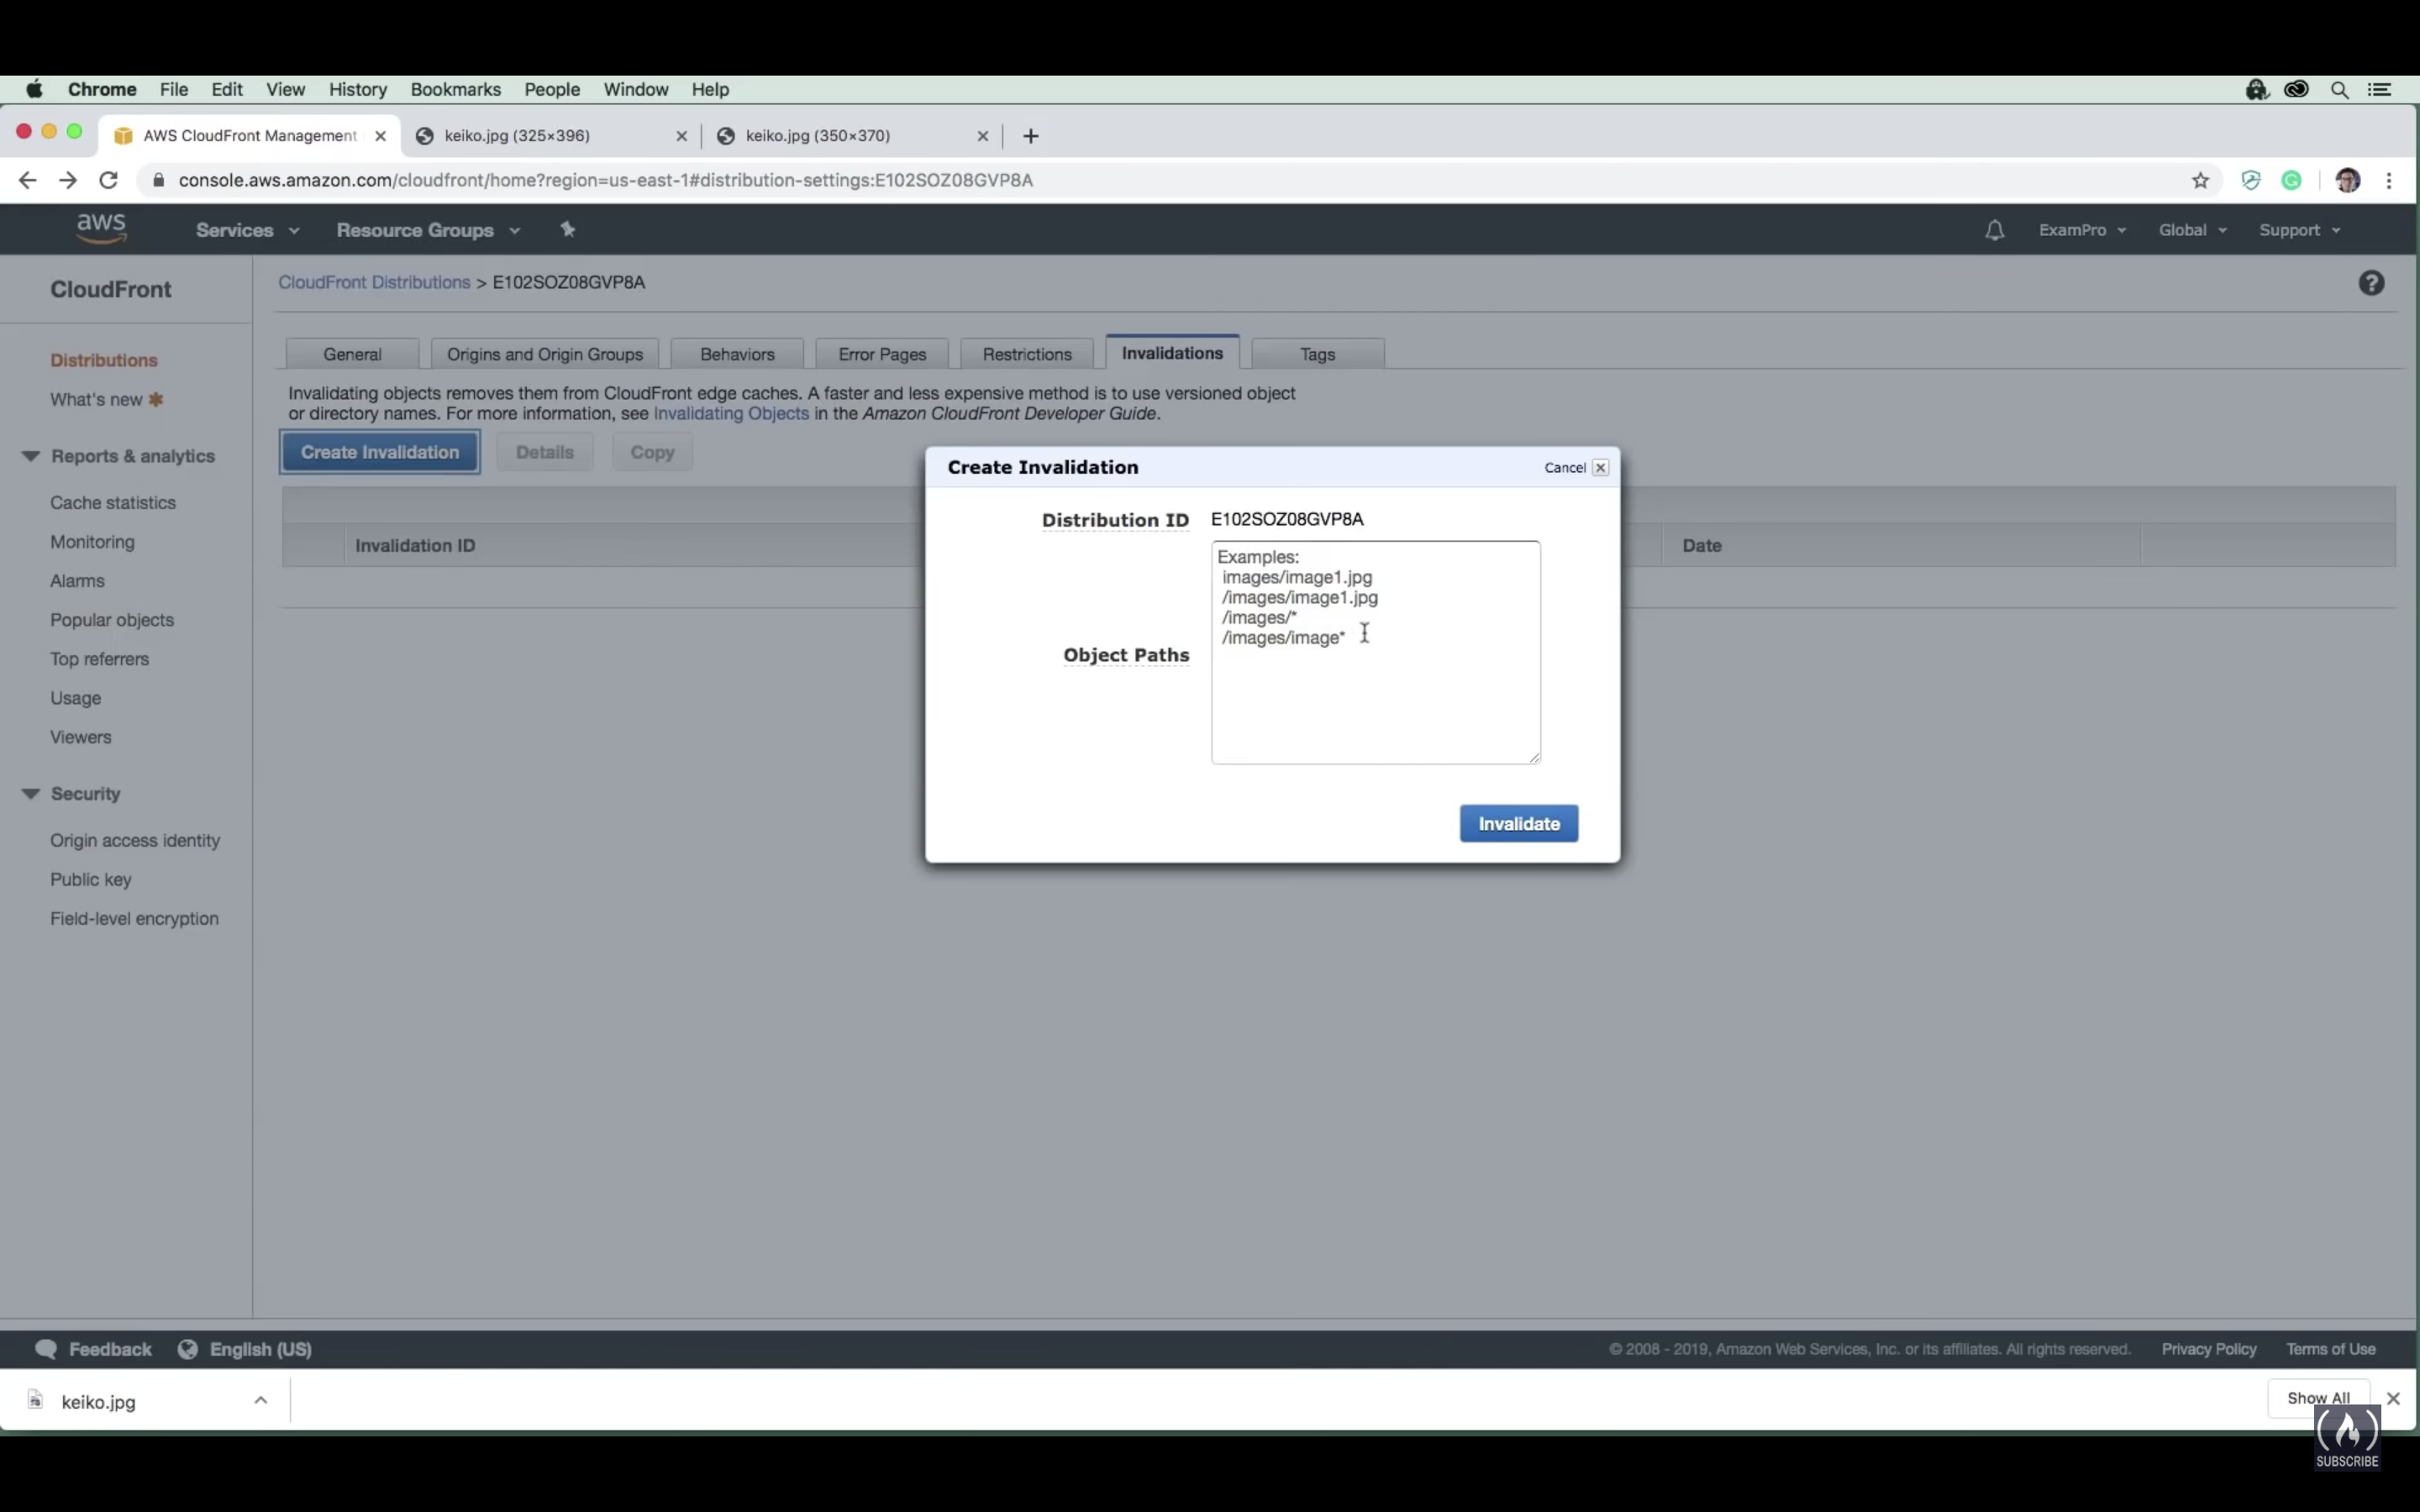 Chrome File Edit View History Bookmarks People Window Help
AWS CloudFront Management keiko.jpg (325×396) keiko.jpg (350×370)
console.aws.amazon.com/cloudfront/home?region=us-east-1#distribution-settings:E102SOZ08GVP8A
aws Services Resource Groups ExamPro Global Support
CloudFront
CloudFront Distributions > E102SOZ08GVP8A
Distributions
What's new
Reports & analytics
Cache statistics
Monitoring
Alarms
Popular objects
Top referrers
Usage
Viewers
Security
Origin access identity
Public key
Field-level encryption
General Origins and Origin Groups Behaviors Error Pages Restrictions Invalidations Tags
Invalidating objects removes them from CloudFront edge caches. A faster and less expensive method is to use versioned object
or directory names. For more information, see Invalidating Objects in the Amazon CloudFront Developer Guide.
Create Invalidation Details Copy
Invalidation ID Date
Create Invalidation Cancel
Distribution ID E102SOZ08GVP8A
Object Paths
Examples:
images/image1.jpg
/images/image1.jpg
/images/*
/images/image*
Invalidate
Feedback English (US) © 2008 - 2019, Amazon Web Services, Inc. or its affiliates. All rights reserved. Privacy Policy Terms of Use
keiko.jpg Show All
SUBSCRIBE